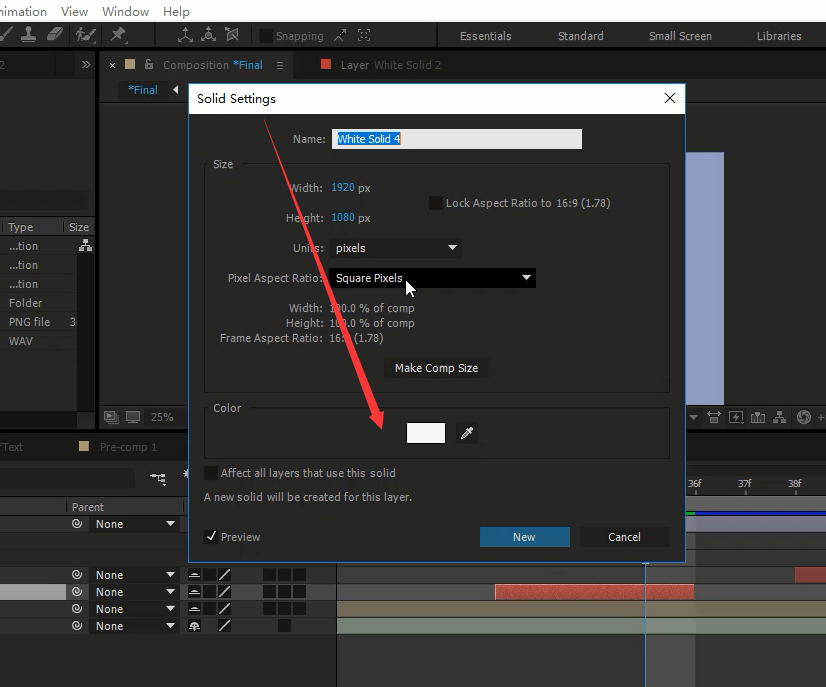 nimation View Window Help
Snapping Essentials Standard Small Screen Libraries
2 » × Composition *Final ≡ Layer White Solid 2
*Final
Solid Settings
Name: White Solid 4
Size
Width: 1920 px
Lock Aspect Ratio to 16:9 (1.78)
Height: 1080 px
Units: pixels
Pixel Aspect Ratio: Square Pixels
Width: 100.0 % of comp
Height: 100.0 % of comp
Frame Aspect Ratio: 16:9 (1.78)
Make Comp Size
Color
Affect all layers that use this solid
A new solid will be created for this layer.
Preview New Cancel
Type Size
...tion
...tion
...tion
Folder
PNG file 3
WAV
25%
Text Pre-comp 1
36f 37f 38f
Parent
None
None
None
None
None